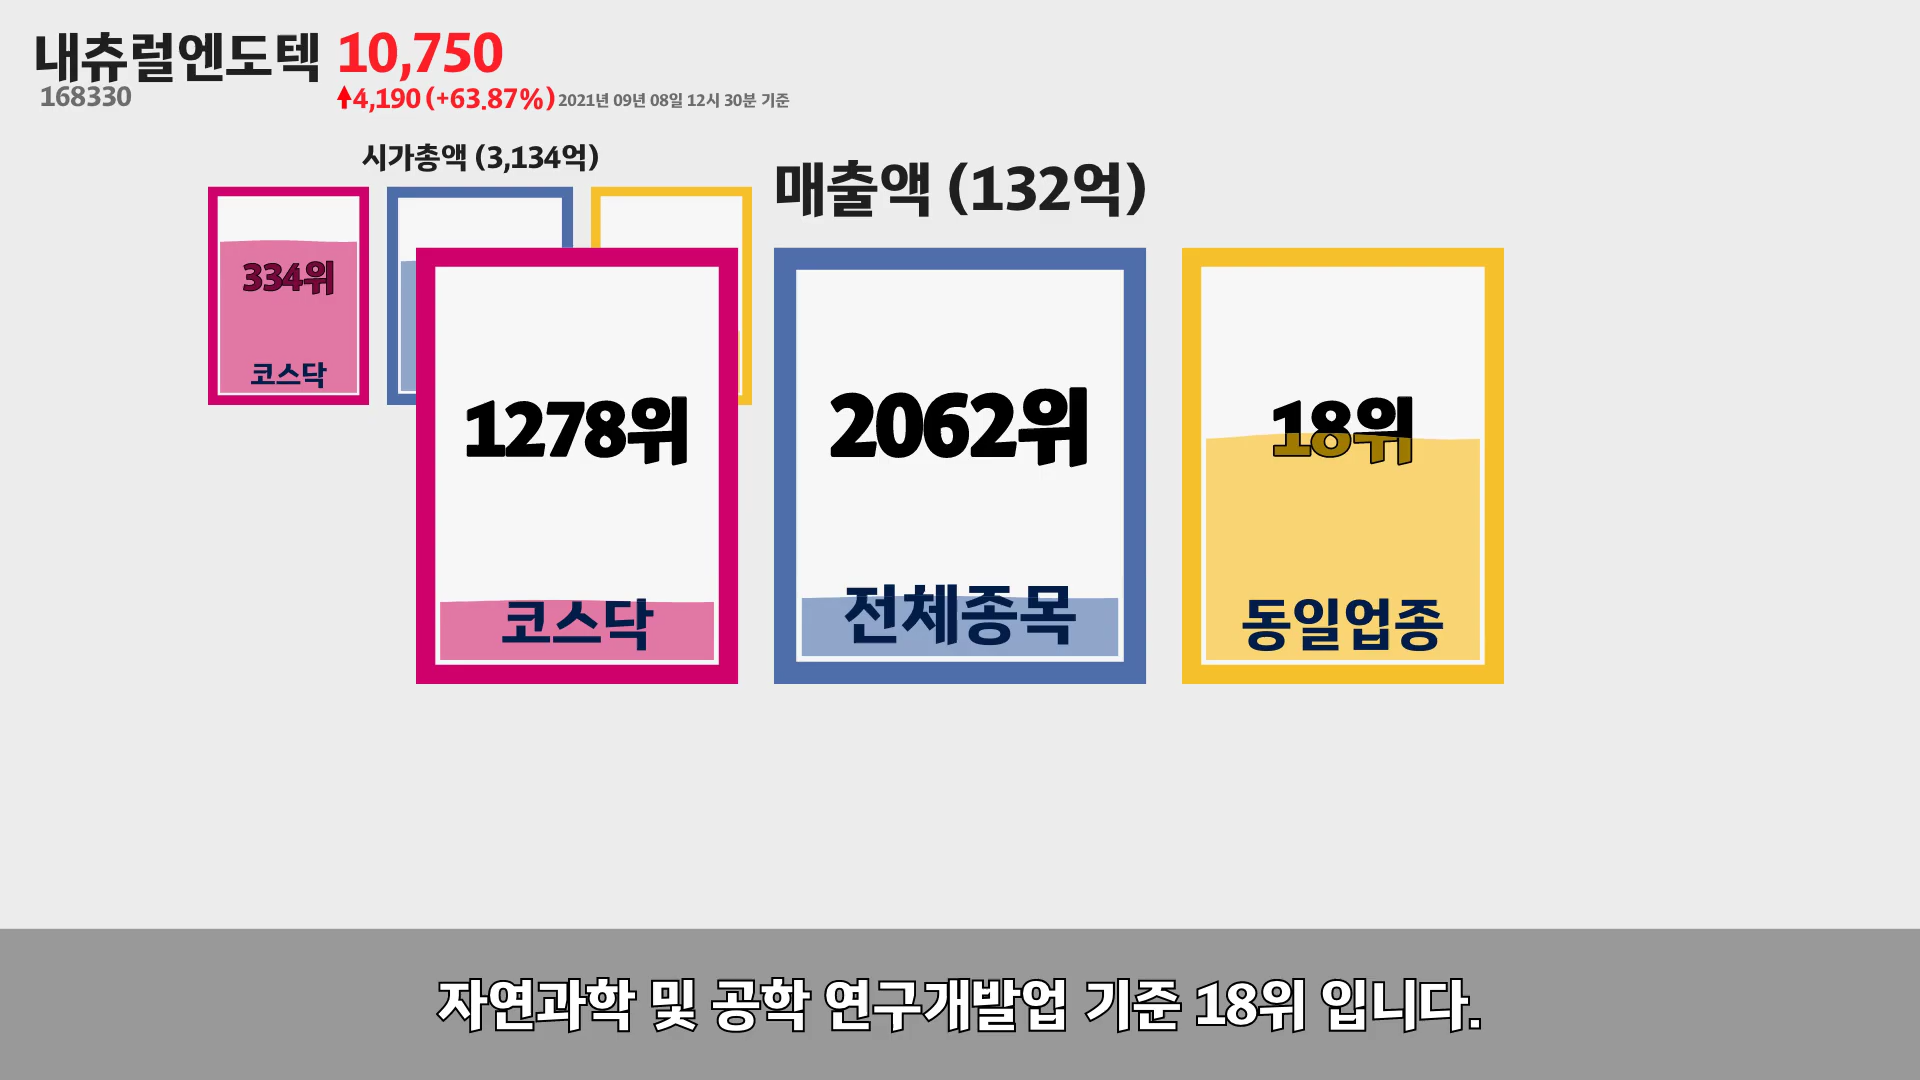 내츄럴엔도텍 10,750
168330
4,190 (+63.87%) 2021년 09월 08일 12시 30분 기준
시가총액 (3,134억)
334위
코스닥
매출액 (132억)
1278위
코스닥
2062위
전체종목
18위
동일업종
자연과학 및 공학 연구개발업 기준 18위 입니다.